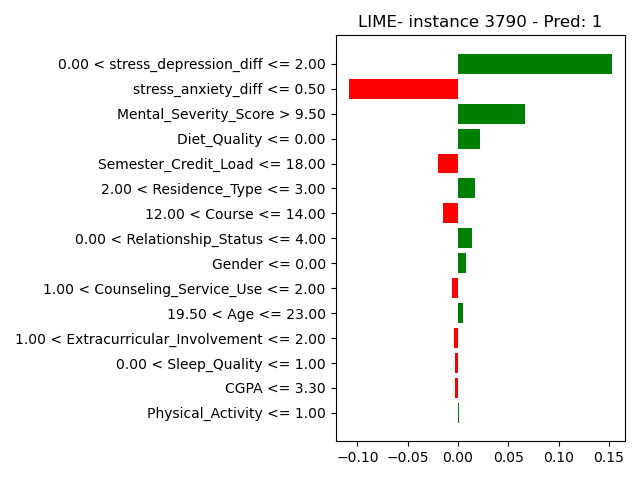 LIME- instance 3790 - Pred: 1
0.00 < stress_depression_diff <= 2.00
stress_anxiety_diff <= 0.50
Mental_Severity_Score > 9.50
Diet_Quality <= 0.00
Semester_Credit_Load <= 18.00
2.00 < Residence_Type <= 3.00
12.00 < Course <= 14.00
0.00 < Relationship_Status <= 4.00
Gender <= 0.00
1.00 < Counseling_Service_Use <= 2.00
19.50 < Age <= 23.00
1.00 < Extracurricular_Involvement <= 2.00
0.00 < Sleep_Quality <= 1.00
CGPA <= 3.30
Physical_Activity <= 1.00
−0.10 −0.05 0.00 0.05 0.10 0.15